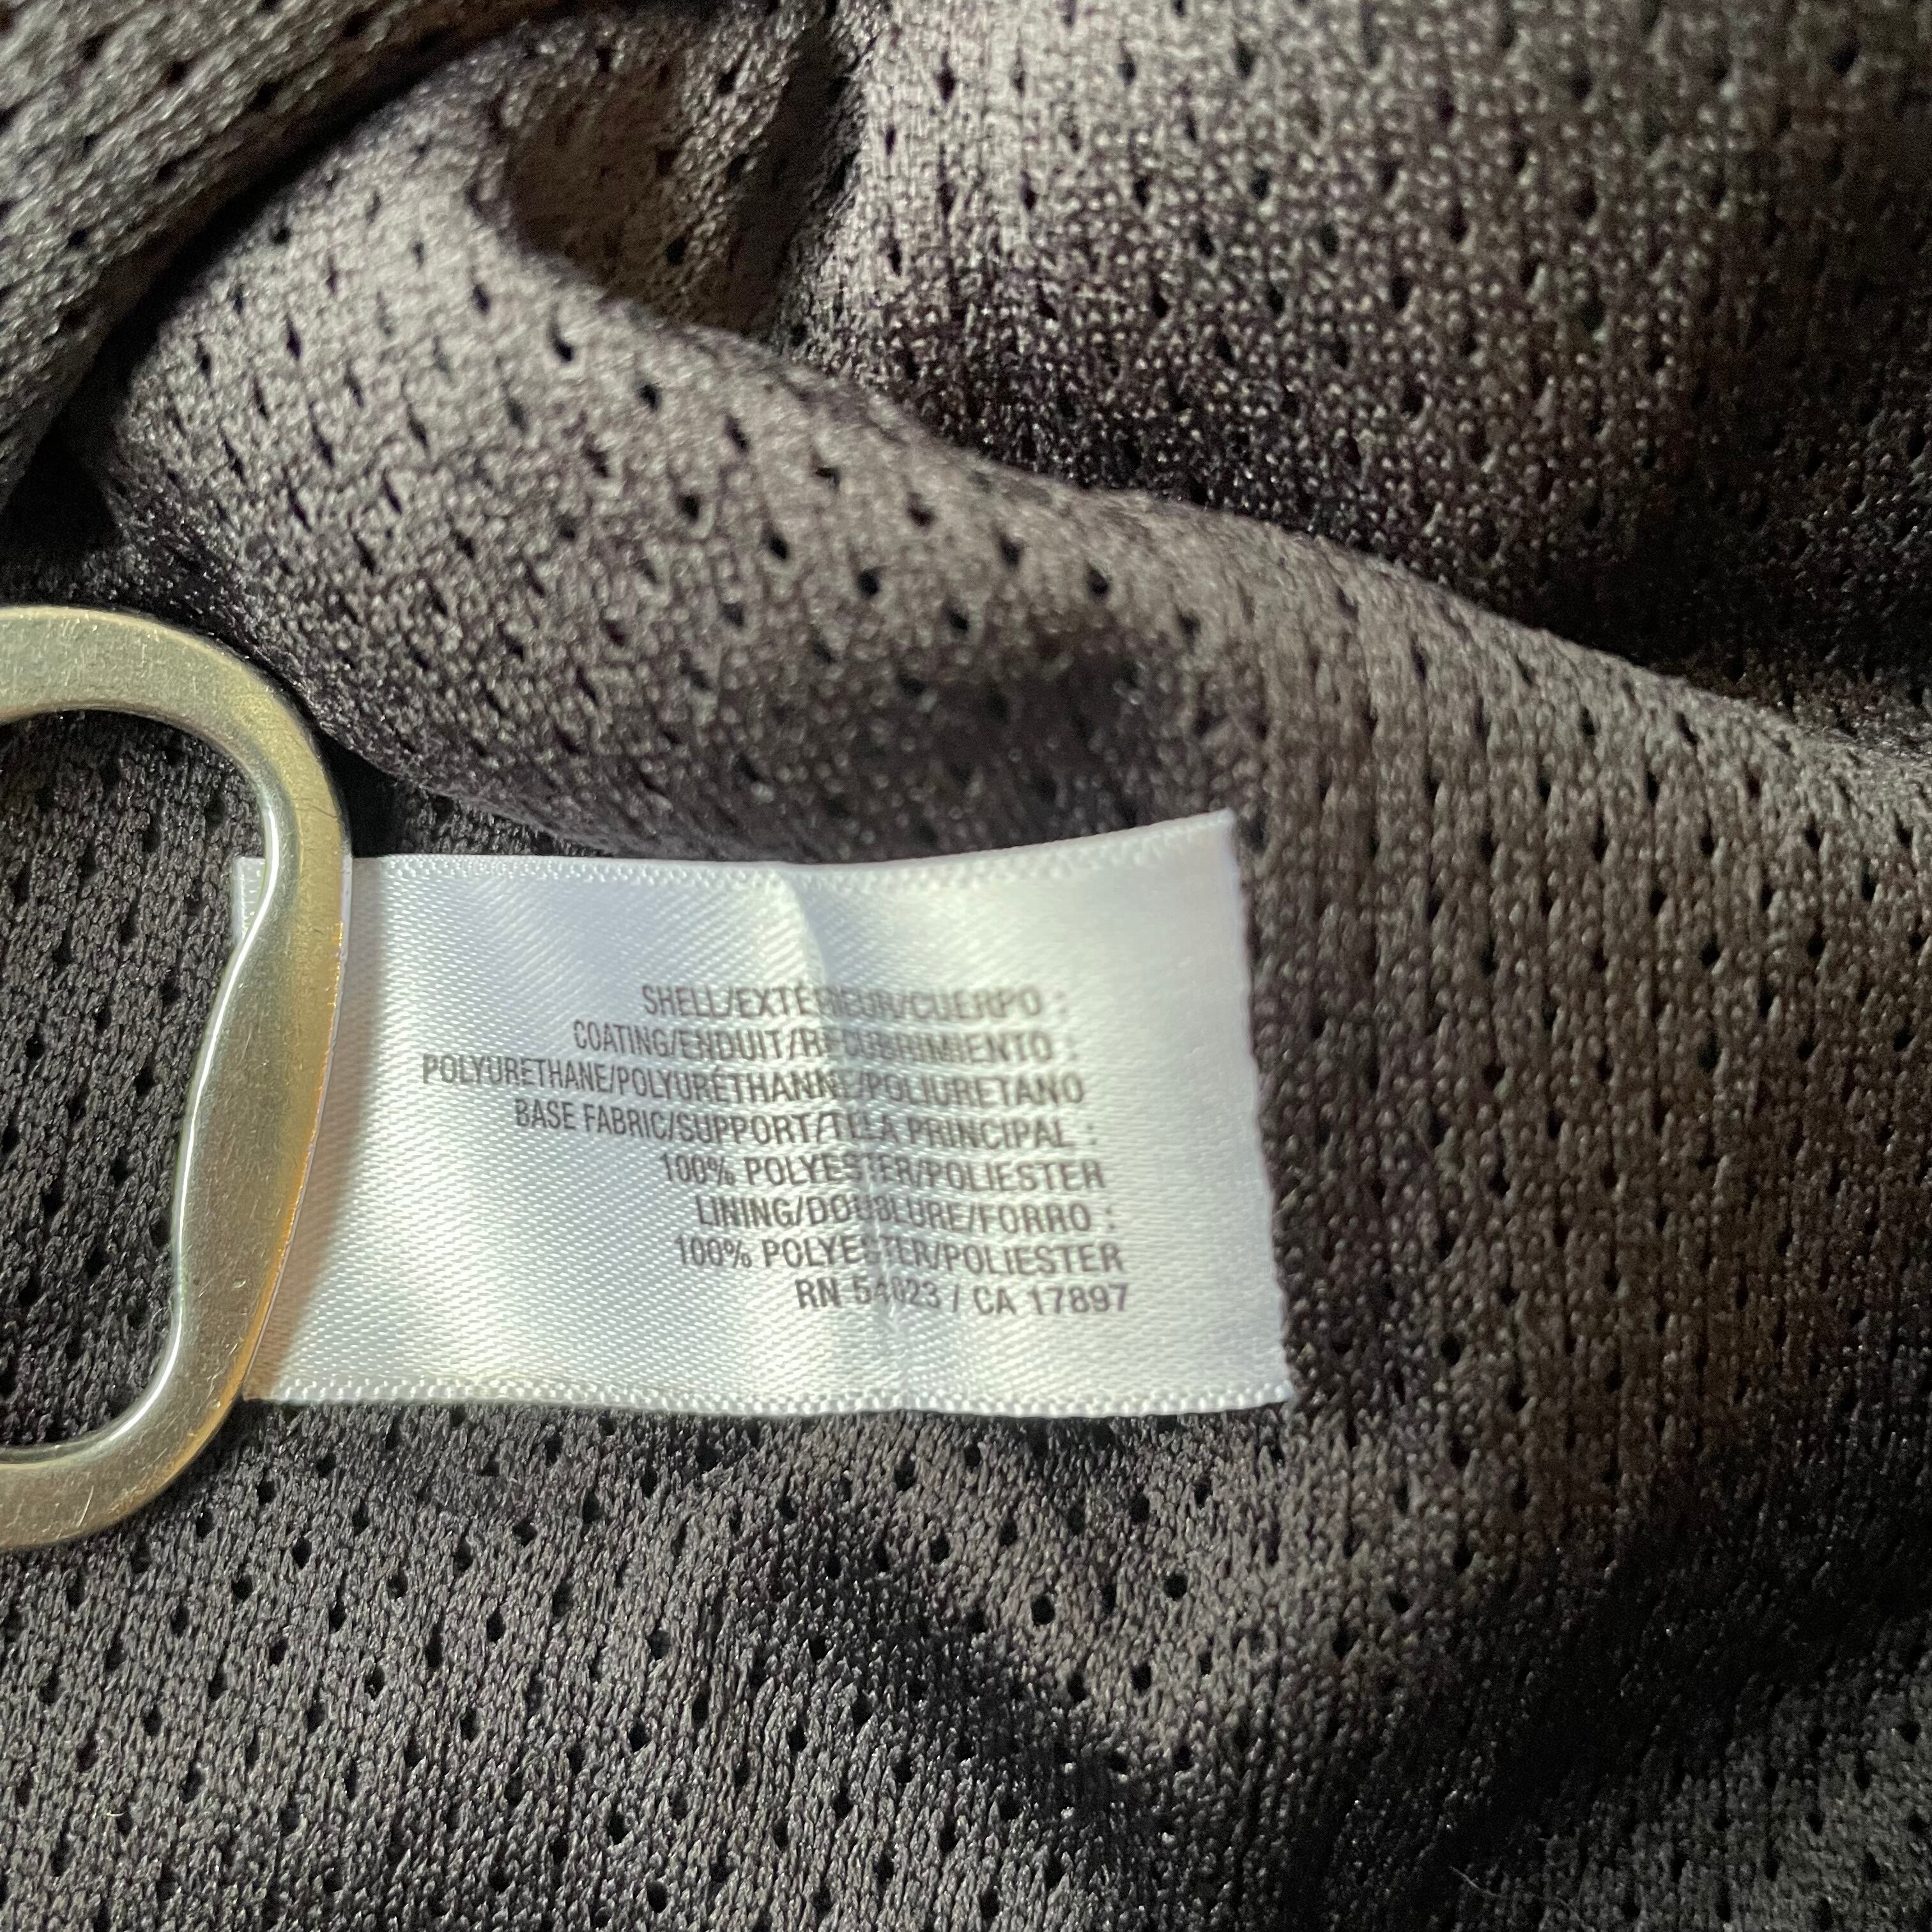 SHELL/EXTÉRIEUR/CUERPO :
COATING/ENDUIT/RECUBRIMIENTO :
POLYURETHANE/POLYURÉTHANNE/POLIURETANO
BASE FABRIC/SUPPORT/TELA PRINCIPAL :
100% POLYESTER/POLIESTER
LINING/DOUBLURE/FORRO :
100% POLYESTER/POLIESTER
RN 54023 / CA 17897